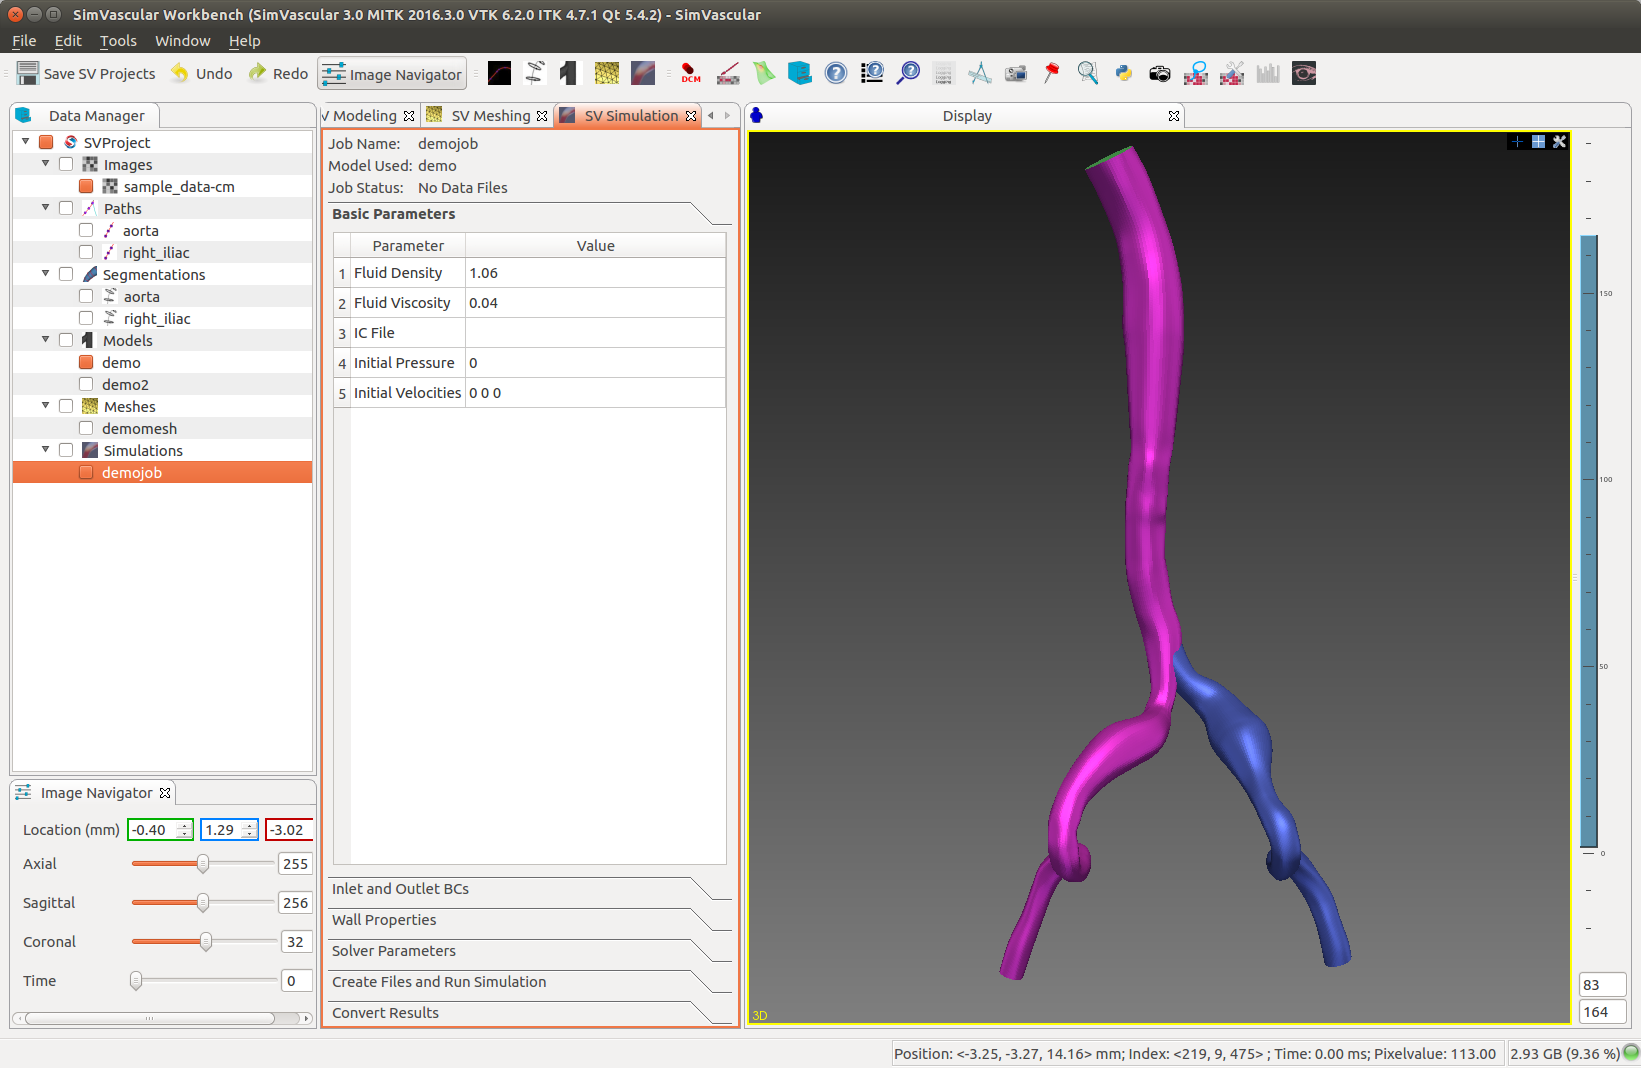 SimVascular Workbench (SimVascular 3.0 MITK 2016.3.0 VTK 6.2.0 ITK 4.7.1 Qt 5.4.2) - SimVascular
File Edit Tools Window Help
Save SV Projects Undo Redo Image Navigator DCM
Data Manager
SVProject
Images
sample_data-cm
Paths
aorta
right_iliac
Segmentations
aorta
right_iliac
Models
demo
demo2
Meshes
demomesh
Simulations
demojob
Image Navigator
Location (mm) -0.40 1.29 -3.02
Axial 255
Sagittal 256
Coronal 32
Time 0
V Modeling SV Meshing SV Simulation
Job Name: demojob
Model Used: demo
Job Status: No Data Files
Basic Parameters
Parameter Value
1 Fluid Density 1.06
2 Fluid Viscosity 0.04
3 IC File
4 Initial Pressure 0
5 Initial Velocities 0 0 0
Inlet and Outlet BCs
Wall Properties
Solver Parameters
Create Files and Run Simulation
Convert Results
Display
3D
150
100
50
0
83
164
Position: <-3.25, -3.27, 14.16> mm; Index: <219, 9, 475> ; Time: 0.00 ms; Pixelvalue: 113.00 2.93 GB (9.36 %)